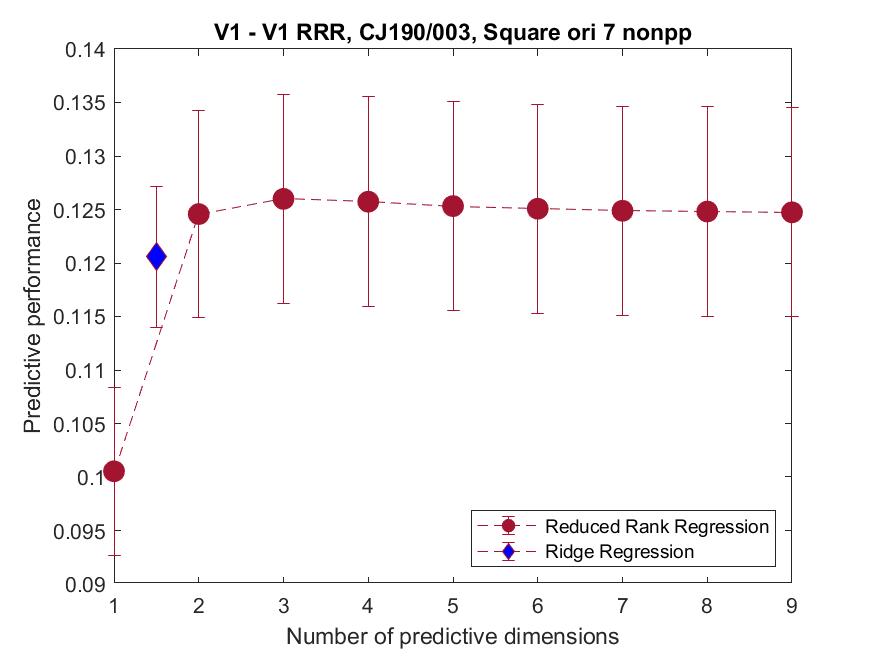 V1 - V1 RRR, CJ190/003, Square ori 7 nonpp
0.14
0.135
0.13
0.125
0.12
0.115
0.11
0.105
0.1
0.095
0.09
Predictive performance
1 2 3 4 5 6 7 8 9
Number of predictive dimensions
Reduced Rank Regression
Ridge Regression